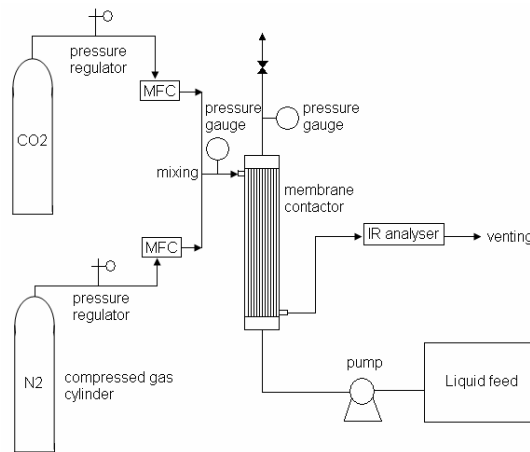 pressure
regulator
MFC
CO2
pressure
gauge
pressure
gauge
mixing
membrane
contactor
IR analyser
venting
MFC
pressure
regulator
N2
compressed gas
cylinder
pump
Liquid feed